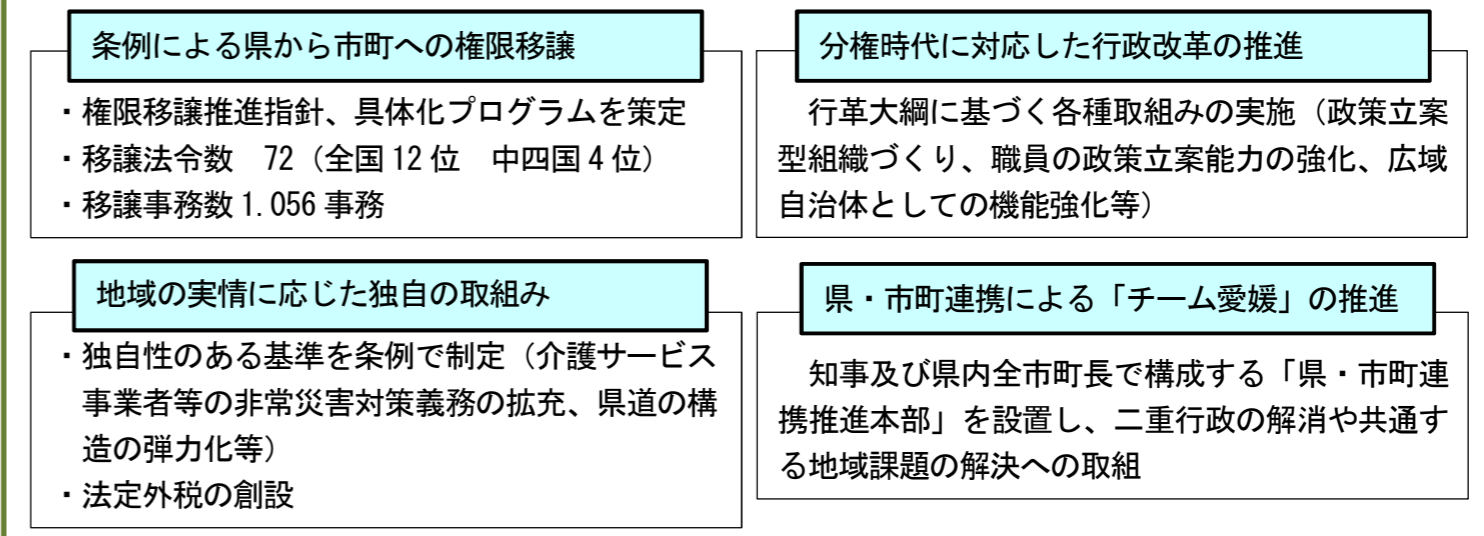 条例による県から市町への権限移譲
・権限移譲推進指針、具体化プログラムを策定
・移譲法令数　72（全国 12 位　中四国 4 位）
・移譲事務数 1.056 事務
分権時代に対応した行政改革の推進
行革大綱に基づく各種取組みの実施（政策立案
型組織づくり、職員の政策立案能力の強化、広域
自治体としての機能強化等）
地域の実情に応じた独自の取組み
・独自性のある基準を条例で制定（介護サービス
事業者等の非常災害対策義務の拡充、県道の構
造の弾力化等）
・法定外税の創設
県・市町連携による「チーム愛媛」の推進
知事及び県内全市町長で構成する「県・市町連
携推進本部」を設置し、二重行政の解消や共通す
る地域課題の解決への取組